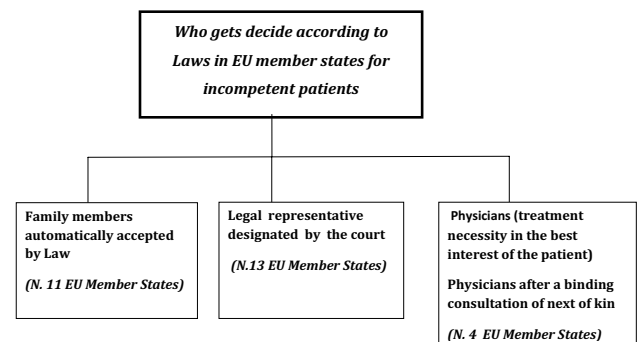 Who gets decide according to
Laws in EU member states for
incompetent patients
Family members
automatically accepted
by Law
(N. 11 EU Member States)
Legal representative
designated by the court
(N.13 EU Member States)
Physicians (treatment
necessity in the best
interest of the patient)
Physicians after a binding
consultation of next of kin
(N. 4 EU Member States)